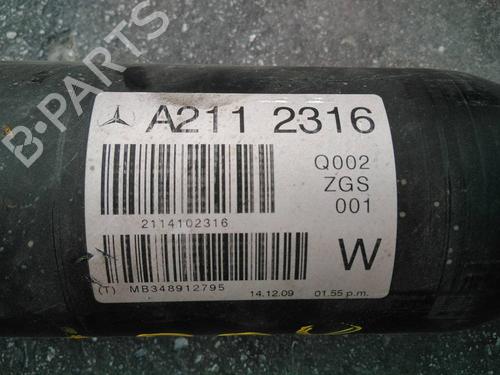 B-PARTS
A211 2316
Q002
ZGS
001
2114102316
W
(T) MB348912795
14.12.09 01.55 p.m.